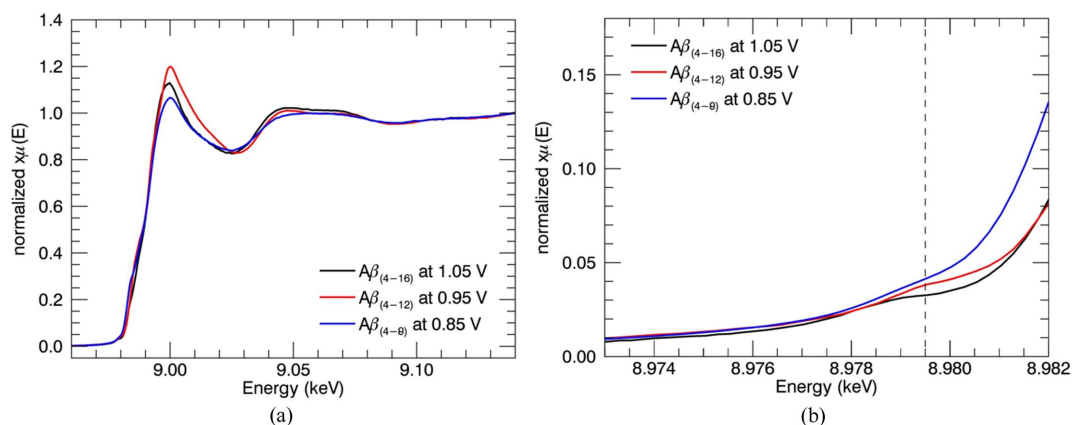 1.4
1.2
1.0
0.8
0.6
0.4
0.2
0.0
normalized xμ(E)
Aβ(4−16) at 1.05 V
Aβ(4−12) at 0.95 V
Aβ(4−9) at 0.85 V
9.00
9.05
9.10
Energy (keV)
(a)
0.15
0.10
0.05
0.00
normalized xμ(E)
Aβ(4−16) at 1.05 V
Aβ(4−12) at 0.95 V
Aβ(4−9) at 0.85 V
8.974
8.976
8.978
8.980
8.982
Energy (keV)
(b)